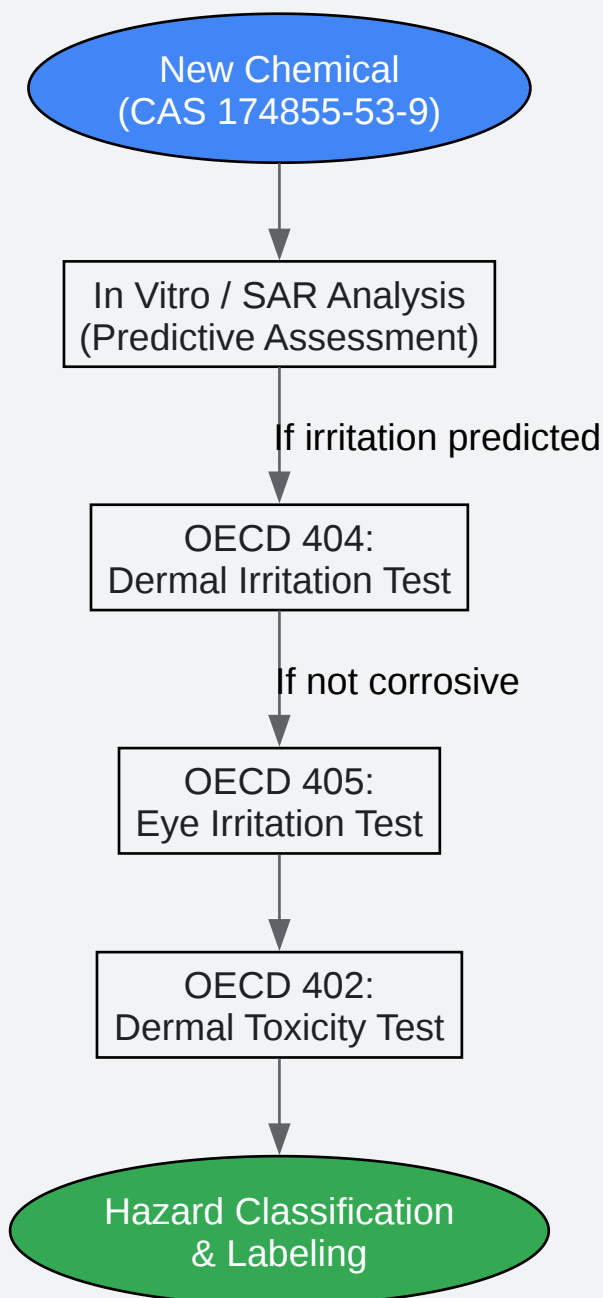 New Chemical
(CAS 174855-53-9)
In Vitro / SAR Analysis
(Predictive Assessment)
If irritation predicted
OECD 404:
Dermal Irritation Test
If not corrosive
OECD 405:
Eye Irritation Test
OECD 402:
Dermal Toxicity Test
Hazard Classification
& Labeling